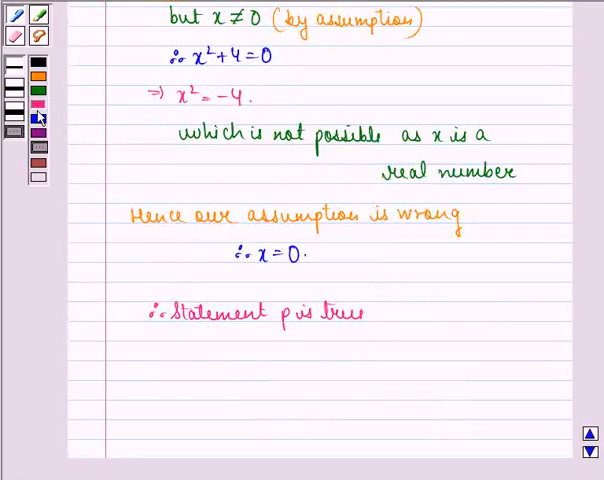 but x ≠ 0 (by assumption)
∴ x² + 4 = 0
⇒ x² = -4.
which is not possible as x is a
real number
Hence our assumption is wrong
∴ x = 0.
∴ Statement p is true